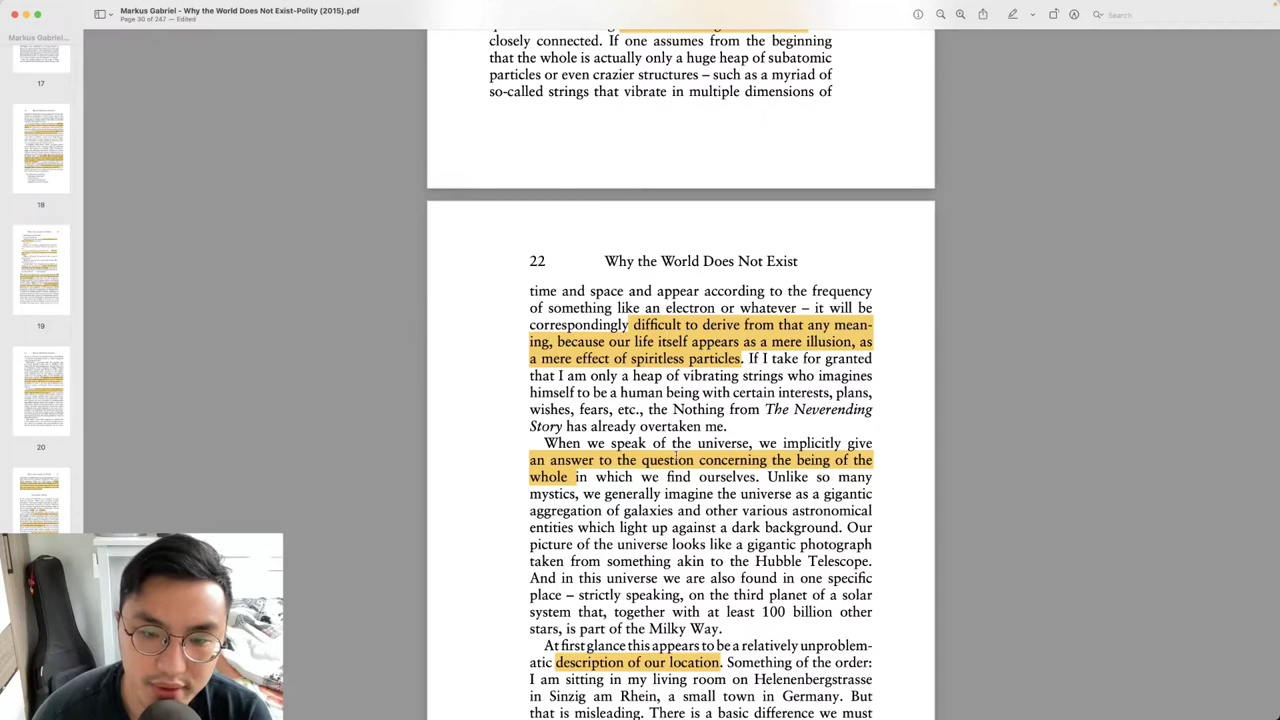 Markus Gabriel - Why the World Does Not Exist-Polity (2015).pdf
Page 30 of 247 – Edited
Search
Markus Gabriel...
17
18
19
20
closely connected. If one assumes from the beginning
that the whole is actually only a huge heap of subatomic
particles or even crazier structures – such as a myriad of
so-called strings that vibrate in multiple dimensions of
22 Why the World Does Not Exist
time and space and appear according to the frequency
of something like an electron or whatever – it will be
correspondingly difficult to derive from that any mean-
ing, because our life itself appears as a mere illusion, as
a mere effect of spiritless particles. If I take for granted
that I am only a heap of vibrating strings who imagines
himself to be a human being with certain interests, plans,
wishes, fears, etc., the Nothing from The Neverending
Story has already overtaken me.
When we speak of the universe, we implicitly give
an answer to the question concerning the being of the
whole in which we find ourselves. Unlike so many
mystics, we generally imagine the universe as a gigantic
aggregation of galaxies and other various astronomical
entities which light up against a dark background. Our
picture of the universe looks like a gigantic photograph
taken from something akin to the Hubble Telescope.
And in this universe we are also found in one specific
place – strictly speaking, on the third planet of a solar
system that, together with at least 100 billion other
stars, is part of the Milky Way.
At first glance this appears to be a relatively unproblem-
atic description of our location. Something of the order:
I am sitting in my living room on Helenenbergstrasse
in Sinzig am Rhein, a small town in Germany. But
that is misleading. There is a basic difference we must